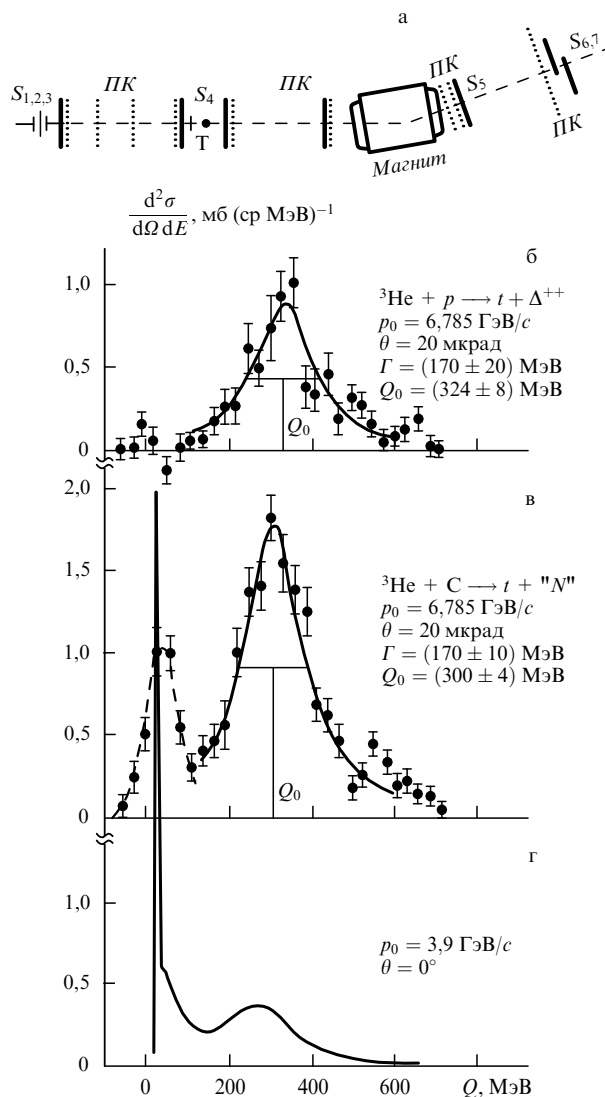 а
S₁,₂,₃ ПК S₄ ПК ПК S₅ S₆,₇
T Магнит ПК
d²σ/dΩ dE, мб (ср МэВ)⁻¹
б
1,0
0,5
0
³He + p ⟶ t + Δ⁺⁺
p₀ = 6,785 ГэВ/c
θ = 20 мкрад
Γ = (170 ± 20) МэВ
Q₀ = (324 ± 8) МэВ
Q₀
в
2,0
1,5
1,0
0,5
0
³He + C ⟶ t + "N"
p₀ = 6,785 ГэВ/c
θ = 20 мкрад
Γ = (170 ± 10) МэВ
Q₀ = (300 ± 4) МэВ
Q₀
г
1,0
0,5
0
p₀ = 3,9 ГэВ/c
θ = 0°
0 200 400 600 Q, МэВ